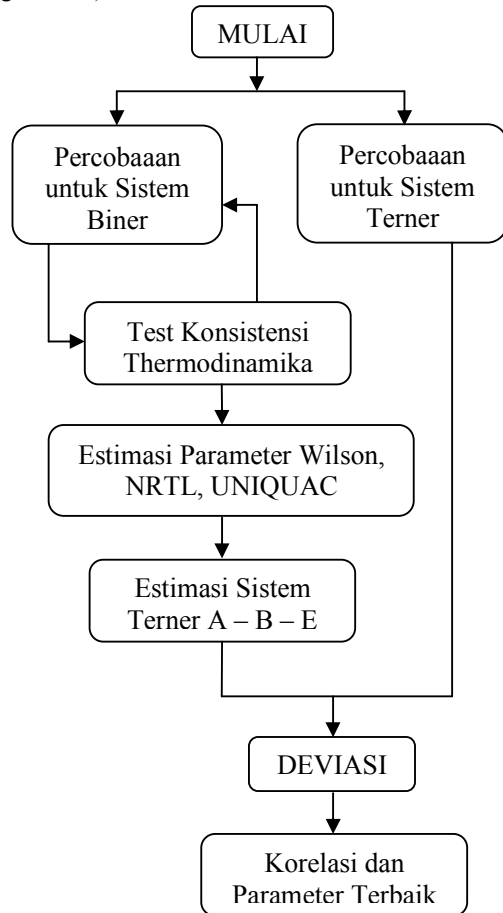 MULAI
Percobaaan
untuk Sistem
Biner
Percobaaan
untuk Sistem
Terner
Test Konsistensi
Thermodinamika
Estimasi Parameter Wilson,
NRTL, UNIQUAC
Estimasi Sistem
Terner A – B – E
DEVIASI
Korelasi dan
Parameter Terbaik